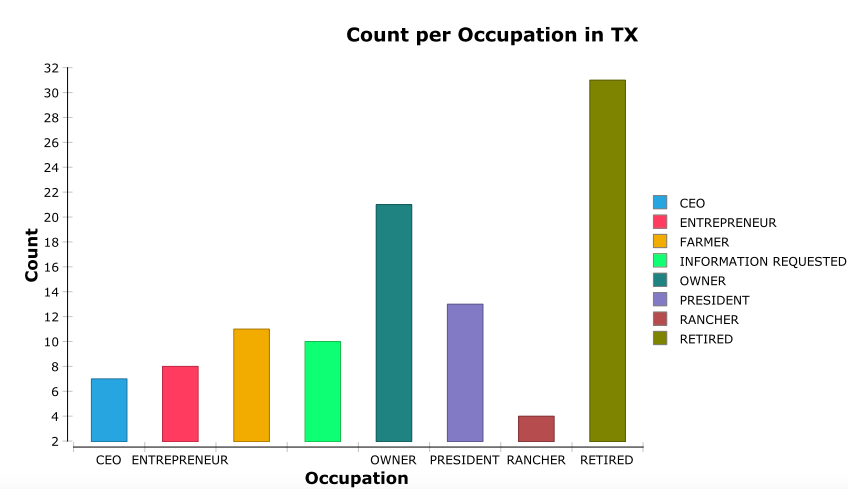 Count per Occupation in TX
32
30
28
26
24
22
20
18
16
14
12
10
8
6
4
2
Count
CEO ENTREPRENEUR OWNER PRESIDENT RANCHER RETIRED
Occupation
CEO
ENTREPRENEUR
FARMER
INFORMATION REQUESTED
OWNER
PRESIDENT
RANCHER
RETIRED